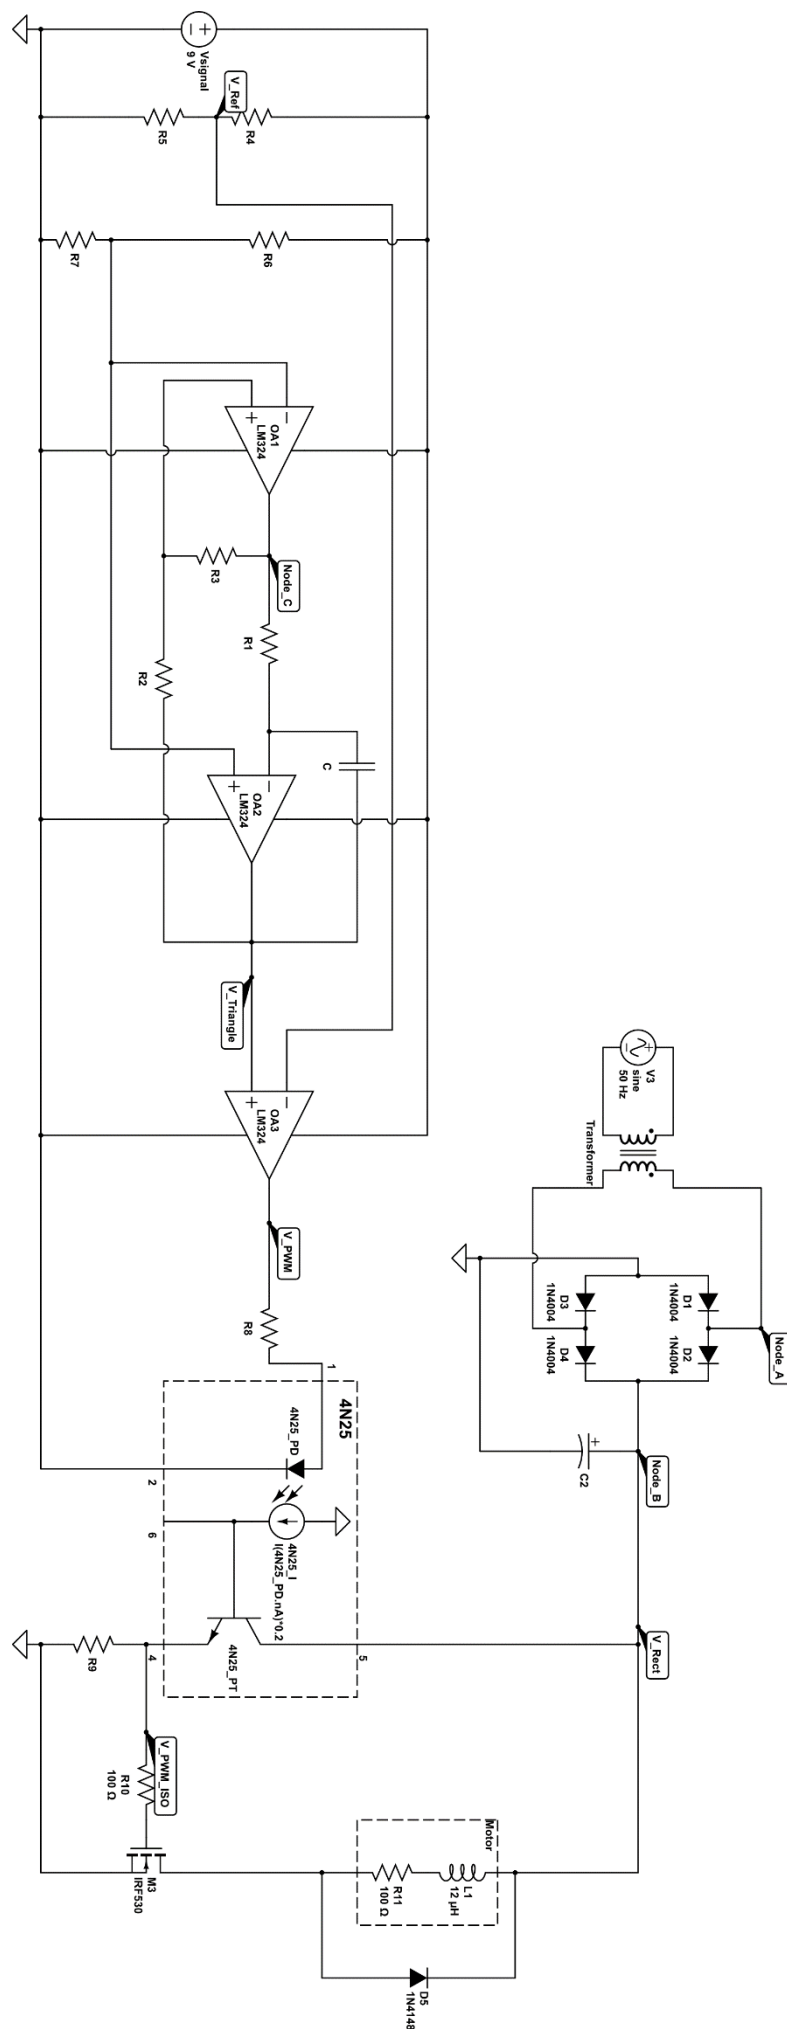 Vsignal
9 V
V_Ref
R5
R4
R7
R6
−
+
OA1
LM324
Node_C
R3
R1
R2
C
−
+
OA2
LM324
V_Triangle
−
+
OA3
LM324
V_PWM
R8
V3
sine
50 Hz
Transformer
D3
1N4004
D1
1N4004
D4
1N4004
D2
1N4004
Node_A
+
C2
Node_B
V_Rect
4N25
1
4N25_PD
2
6
4N25_I
I(4N25_PD.nA)*0.2
4N25_PT
5
4
R9
V_PWM_ISO
R10
100 Ω
M3
IRF530
Motor
L1
12 µH
R11
100 Ω
D5
1N4148